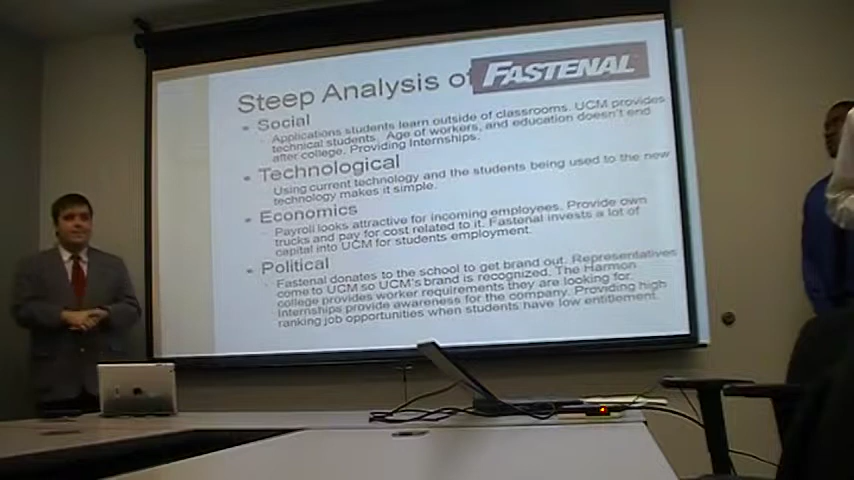 Steep Analysis of FASTENAL
Social
Applications students learn outside of classrooms. UCM provides
technical students. Age of workers, and education doesn't end
after college. Providing Internships.
Technological
Using current technology and the students being used to the new
technology makes it simple.
Economics
Payroll looks attractive for incoming employees. Provide own
trucks and pay for cost related to it. Fastenal invests a lot of
capital into UCM for students employment.
Political
Fastenal donates to the school to get brand out. Representatives
come to UCM so UCM's brand is recognized. The Harmon
college provides worker requirements they are looking for.
Internships provide awareness for the company. Providing high
ranking job opportunities when students have low entitlement.